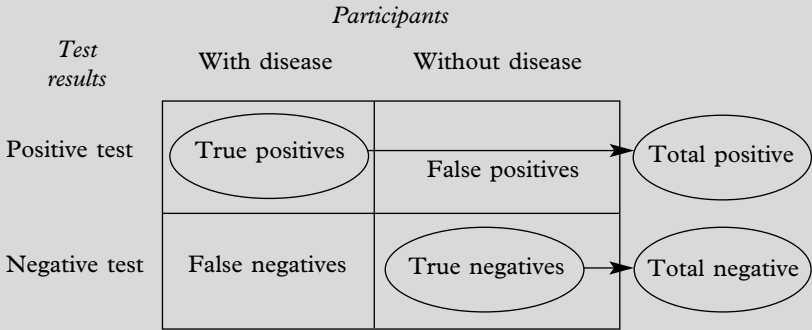 Participants
Test
results
With disease
Without disease
Positive test
True positives
False positives
Total positive
Negative test
False negatives
True negatives
Total negative